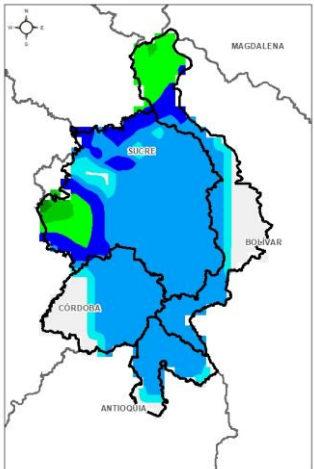 N
W
E
S
MAGDALENA
SUCRE
BOLÍVAR
CÓRDOBA
ANTIOQUIA